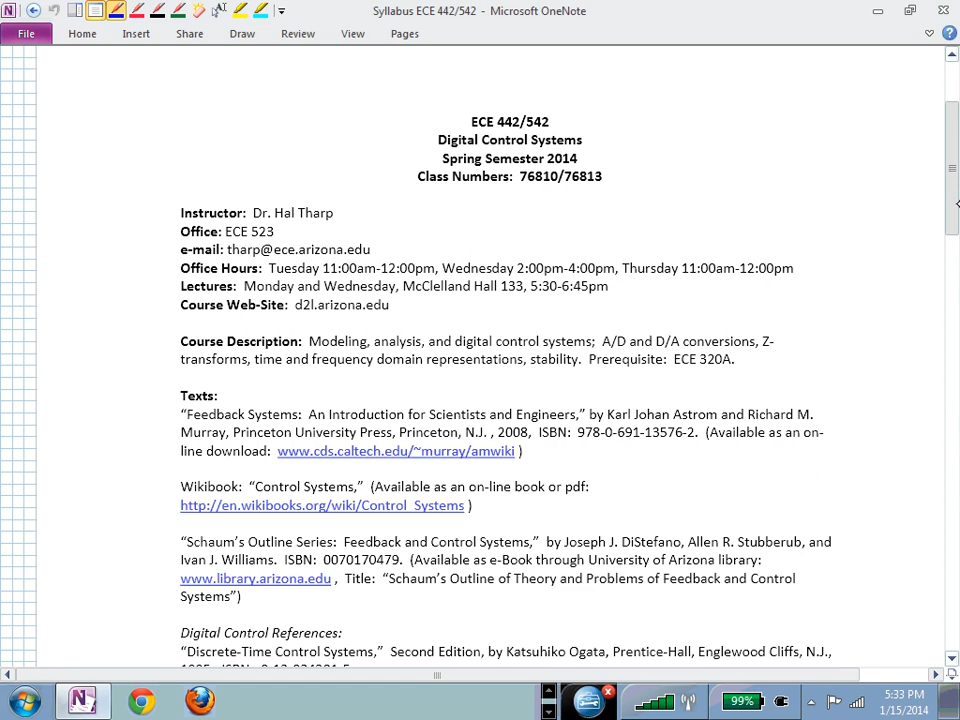 Syllabus ECE 442/542 - Microsoft OneNote
File Home Insert Share Draw Review View Pages
ECE 442/542
Digital Control Systems
Spring Semester 2014
Class Numbers: 76810/76813
Instructor: Dr. Hal Tharp
Office: ECE 523
e-mail: tharp@ece.arizona.edu
Office Hours: Tuesday 11:00am-12:00pm, Wednesday 2:00pm-4:00pm, Thursday 11:00am-12:00pm
Lectures: Monday and Wednesday, McClelland Hall 133, 5:30-6:45pm
Course Web-Site: d2l.arizona.edu
Course Description: Modeling, analysis, and digital control systems; A/D and D/A conversions, Z-
transforms, time and frequency domain representations, stability. Prerequisite: ECE 320A.
Texts:
“Feedback Systems: An Introduction for Scientists and Engineers,” by Karl Johan Astrom and Richard M.
Murray, Princeton University Press, Princeton, N.J. , 2008, ISBN: 978-0-691-13576-2. (Available as an on-
line download: www.cds.caltech.edu/~murray/amwiki )
Wikibook: “Control Systems,” (Available as an on-line book or pdf:
http://en.wikibooks.org/wiki/Control_Systems )
“Schaum’s Outline Series: Feedback and Control Systems,” by Joseph J. DiStefano, Allen R. Stubberub, and
Ivan J. Williams. ISBN: 0070170479. (Available as e-Book through University of Arizona library:
www.library.arizona.edu , Title: “Schaum’s Outline of Theory and Problems of Feedback and Control
Systems”)
Digital Control References:
“Discrete-Time Control Systems,” Second Edition, by Katsuhiko Ogata, Prentice-Hall, Englewood Cliffs, N.J.,
99%
5:33 PM
1/15/2014